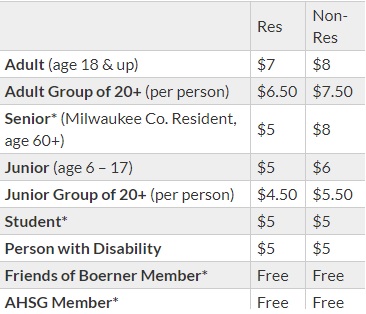 Res Non-
Res
Adult (age 18 & up) $7 $8
Adult Group of 20+ (per person) $6.50 $7.50
Senior* (Milwaukee Co. Resident,
age 60+) $5 $8
Junior (age 6 – 17) $5 $6
Junior Group of 20+ (per person) $4.50 $5.50
Student* $5 $5
Person with Disability $5 $5
Friends of Boerner Member* Free Free
AHSG Member* Free Free